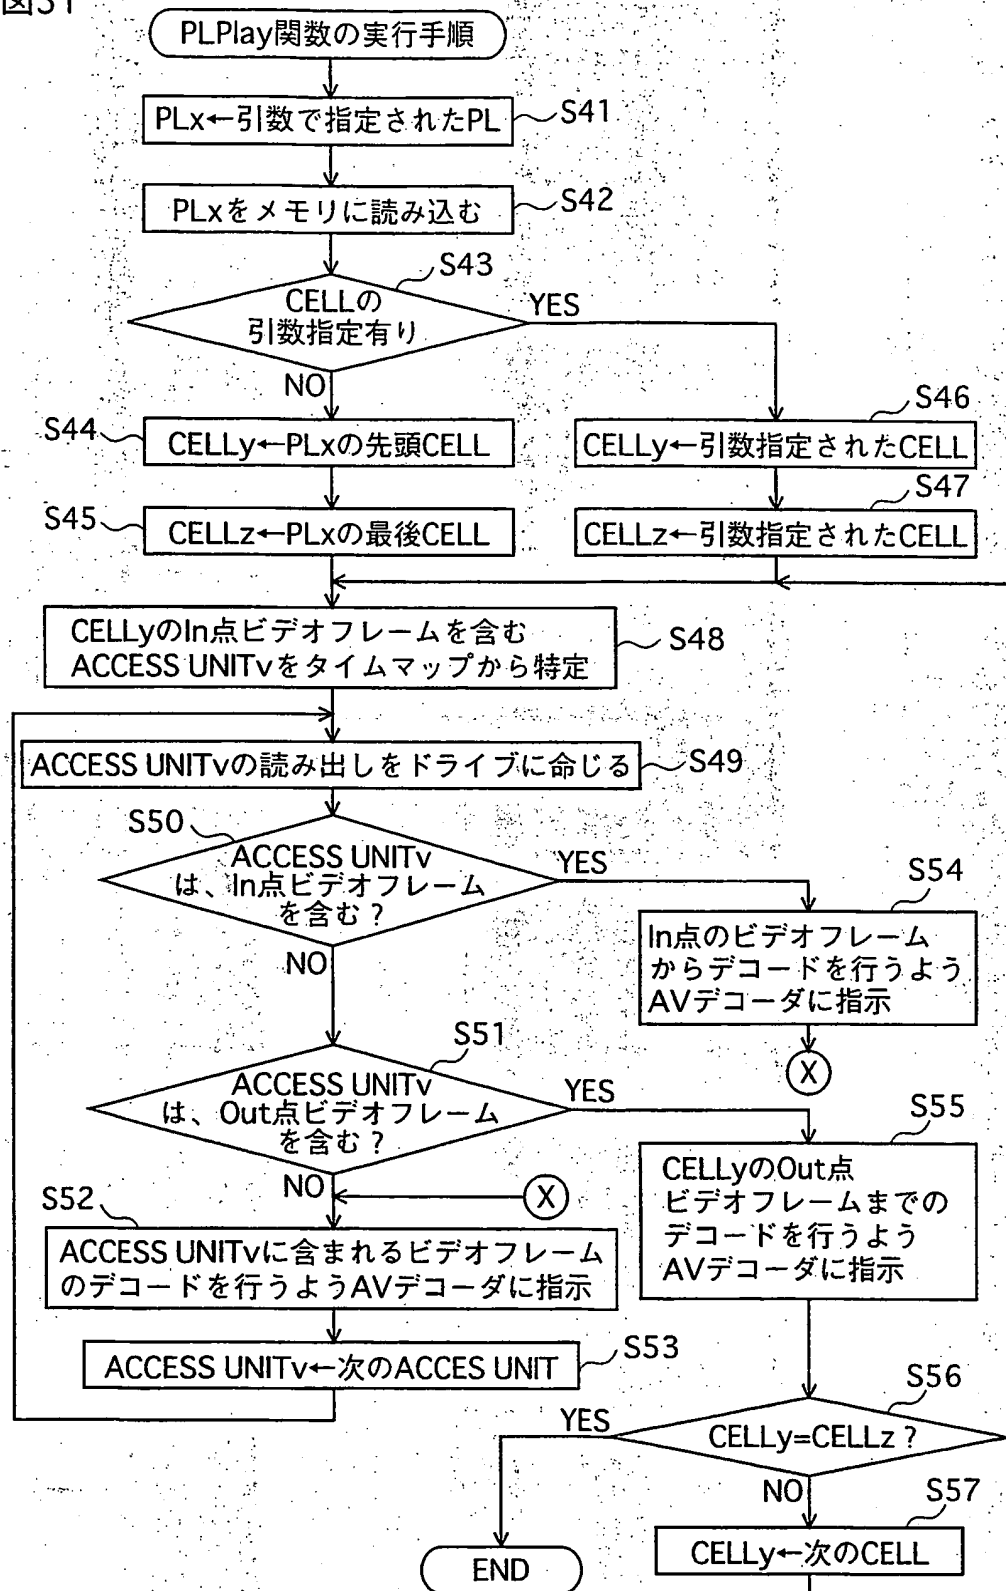 図51
PLPlay関数の実行手順
PLx←引数で指定されたPL
S41
PLxをメモリに読み込む
S42
S43
CELLの
引数指定有り
YES
NO
S44
CELLy←PLxの先頭CELL
S46
CELLy←引数指定されたCELL
S45
CELLz←PLxの最後CELL
S47
CELLz←引数指定されたCELL
CELLyのIn点ビデオフレームを含む
ACCESS UNITvをタイムマップから特定
S48
ACCESS UNITvの読み出しをドライブに命じる
S49
S50
ACCESS UNITv
は、In点ビデオフレーム
を含む?
YES
NO
S54
In点のビデオフレーム
からデコードを行うよう
AVデコーダに指示
X
S51
ACCESS UNITv
は、Out点ビデオフレーム
を含む?
YES
NO
X
S55
CELLyのOut点
ビデオフレームまでの
デコードを行うよう
AVデコーダに指示
S52
ACCESS UNITvに含まれるビデオフレーム
のデコードを行うようAVデコーダに指示
ACCESS UNITv←次のACCES UNIT
S53
S56
CELLy=CELLz?
YES
NO
S57
CELLy←次のCELL
END